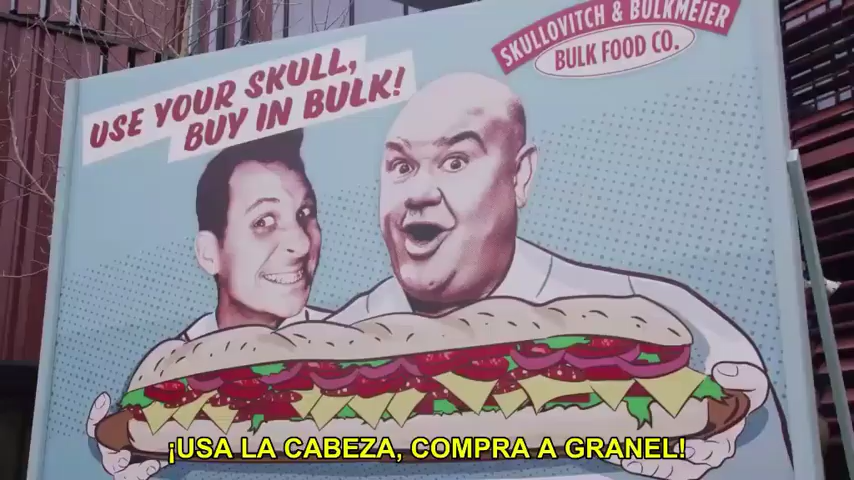 SKULLOVITCH & BULKMEIER
BULK FOOD CO.
USE YOUR SKULL,
BUY IN BULK!
¡USA LA CABEZA, COMPRA A GRANEL!